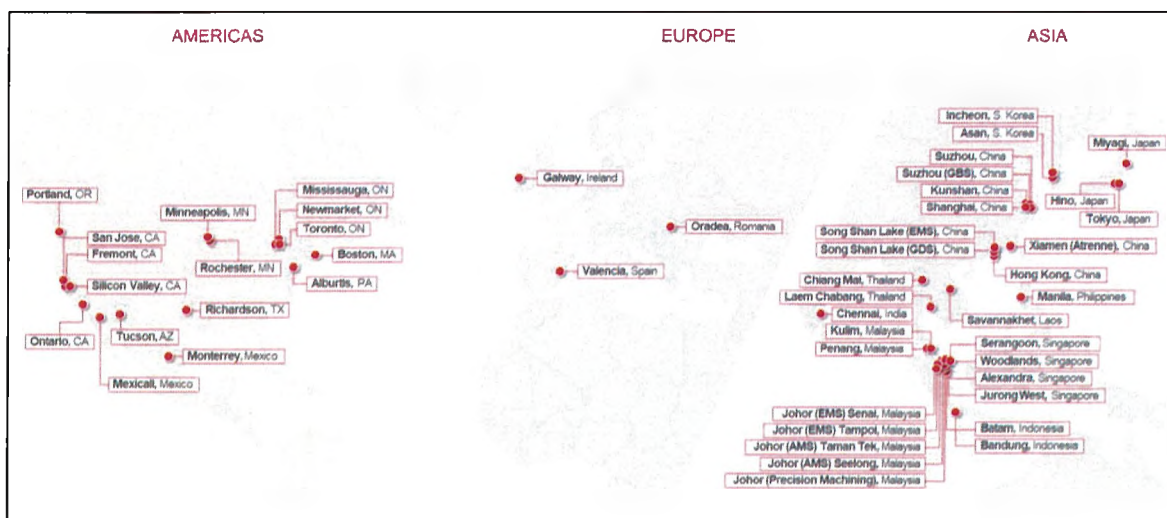 AMERICAS
EUROPE
ASIA
Portland, OR
San Jose, CA
Fremont, CA
Silicon Valley, CA
Ontario, CA
Tucson, AZ
Mexicali, Mexico
Monterrey, Mexico
Richardson, TX
Minneapolis, MN
Rochester, MN
Mississauga, ON
Newmarket, ON
Toronto, ON
Boston, MA
Alburtis, PA
Galway, Ireland
Oradea, Romania
Valencia, Spain
Incheon, S. Korea
Asan, S. Korea
Miyagi, Japan
Suzhou, China
Suzhou (GBS), China
Kunshan, China
Shanghai, China
Hino, Japan
Tokyo, Japan
Song Shan Lake (EMS), China
Song Shan Lake (GDS), China
Xiamen (Atrenne), China
Hong Kong, China
Chiang Mai, Thailand
Laem Chabang, Thailand
Chennai, India
Kulim, Malaysia
Penang, Malaysia
Manila, Philippines
Savannakhet, Laos
Serangoon, Singapore
Woodlands, Singapore
Alexandra, Singapore
Jurong West, Singapore
Johor (EMS) Senai, Malaysia
Johor (EMS) Tampoi, Malaysia
Johor (AMS) Taman Tek, Malaysia
Johor (AMS) Seelong, Malaysia
Johor (Precision Machining), Malaysia
Batam, Indonesia
Bandung, Indonesia